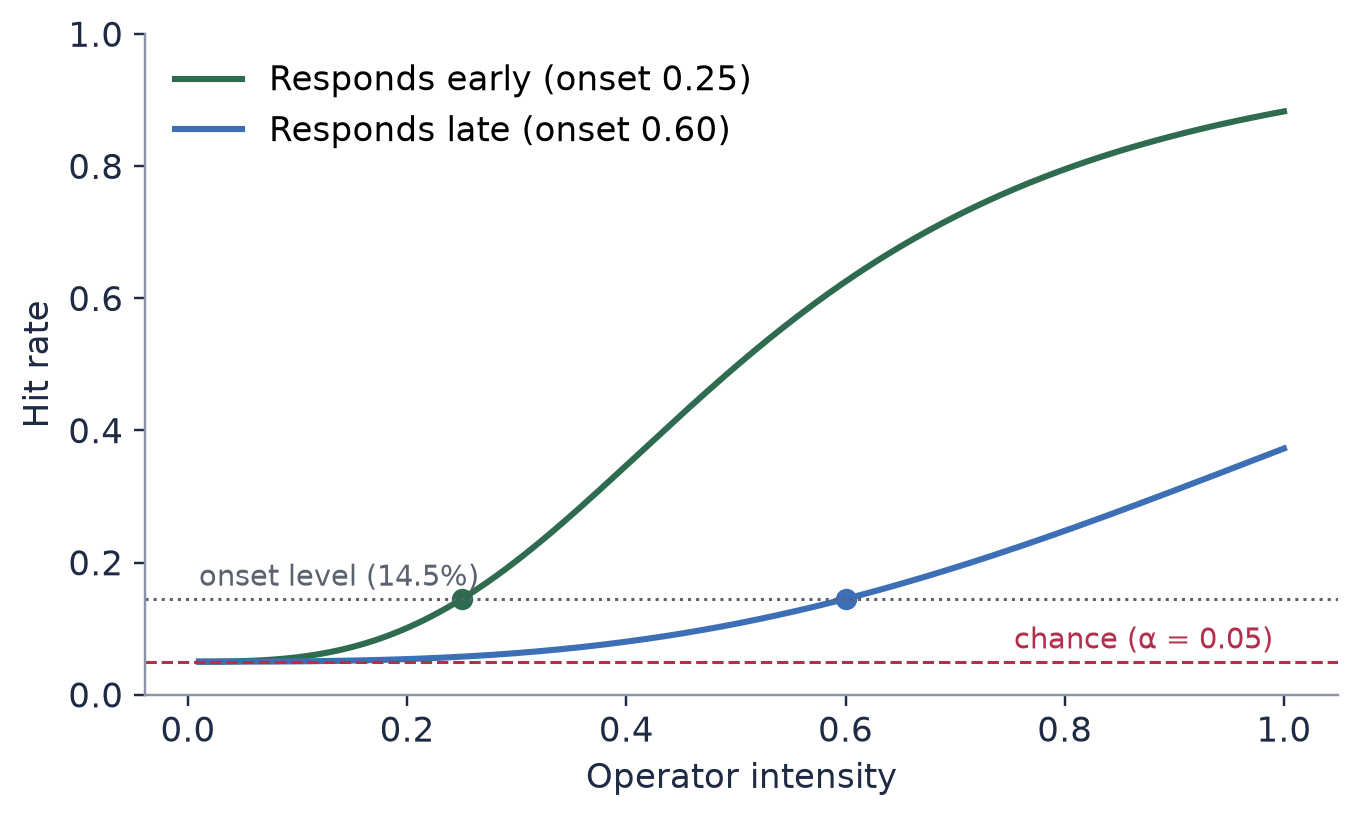 1.0
Responds early (onset 0.25)
Responds late (onset 0.60)
0.8
0.6
Hit rate
0.4
0.2
onset level (14.5%)
chance (α = 0.05)
0.0
0.0 0.2 0.4 0.6 0.8 1.0
Operator intensity